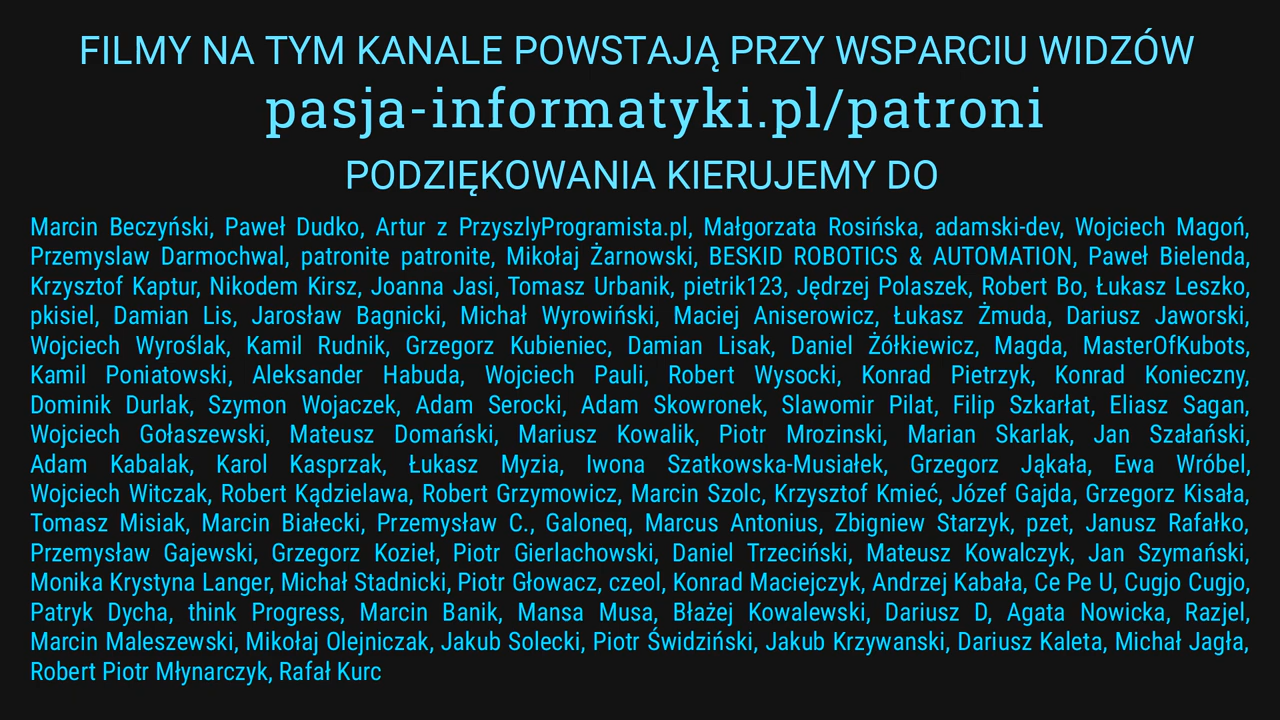 FILMY NA TYM KANALE POWSTAJĄ PRZY WSPARCIU WIDZÓW
pasja-informatyki.pl/patroni
PODZIĘKOWANIA KIERUJEMY DO
Marcin Beczyński, Paweł Dudko, Artur z PrzyszlyProgramista.pl, Małgorzata Rosińska, adamski-dev, Wojciech Magoń,
Przemyslaw Darmochwal, patronite patronite, Mikołaj Żarnowski, BESKID ROBOTICS & AUTOMATION, Paweł Bielenda,
Krzysztof Kaptur, Nikodem Kirsz, Joanna Jasi, Tomasz Urbanik, pietrik123, Jędrzej Polaszek, Robert Bo, Łukasz Leszko,
pkisiel, Damian Lis, Jarosław Bagnicki, Michał Wyrowiński, Maciej Aniserowicz, Łukasz Żmuda, Dariusz Jaworski,
Wojciech Wyroślak, Kamil Rudnik, Grzegorz Kubieniec, Damian Lisak, Daniel Żółkiewicz, Magda, MasterOfKubots,
Kamil Poniatowski, Aleksander Habuda, Wojciech Pauli, Robert Wysocki, Konrad Pietrzyk, Konrad Konieczny,
Dominik Durlak, Szymon Wojaczek, Adam Serocki, Adam Skowronek, Slawomir Pilat, Filip Szkarłat, Eliasz Sagan,
Wojciech Gołaszewski, Mateusz Domański, Mariusz Kowalik, Piotr Mrozinski, Marian Skarlak, Jan Szałański,
Adam Kabalak, Karol Kasprzak, Łukasz Myzia, Iwona Szatkowska-Musiałek, Grzegorz Jąkała, Ewa Wróbel,
Wojciech Witczak, Robert Kądzielawa, Robert Grzymowicz, Marcin Szolc, Krzysztof Kmieć, Józef Gajda, Grzegorz Kisała,
Tomasz Misiak, Marcin Białecki, Przemysław C., Galoneq, Marcus Antonius, Zbigniew Starzyk, pzet, Janusz Rafałko,
Przemysław Gajewski, Grzegorz Kozieł, Piotr Gierlachowski, Daniel Trzeciński, Mateusz Kowalczyk, Jan Szymański,
Monika Krystyna Langer, Michał Stadnicki, Piotr Głowacz, czeol, Konrad Maciejczyk, Andrzej Kabała, Ce Pe U, Cugjo Cugjo,
Patryk Dycha, think Progress, Marcin Banik, Mansa Musa, Błażej Kowalewski, Dariusz D, Agata Nowicka, Razjel,
Marcin Maleszewski, Mikołaj Olejniczak, Jakub Solecki, Piotr Świdziński, Jakub Krzywanski, Dariusz Kaleta, Michał Jagła,
Robert Piotr Młynarczyk, Rafał Kurc